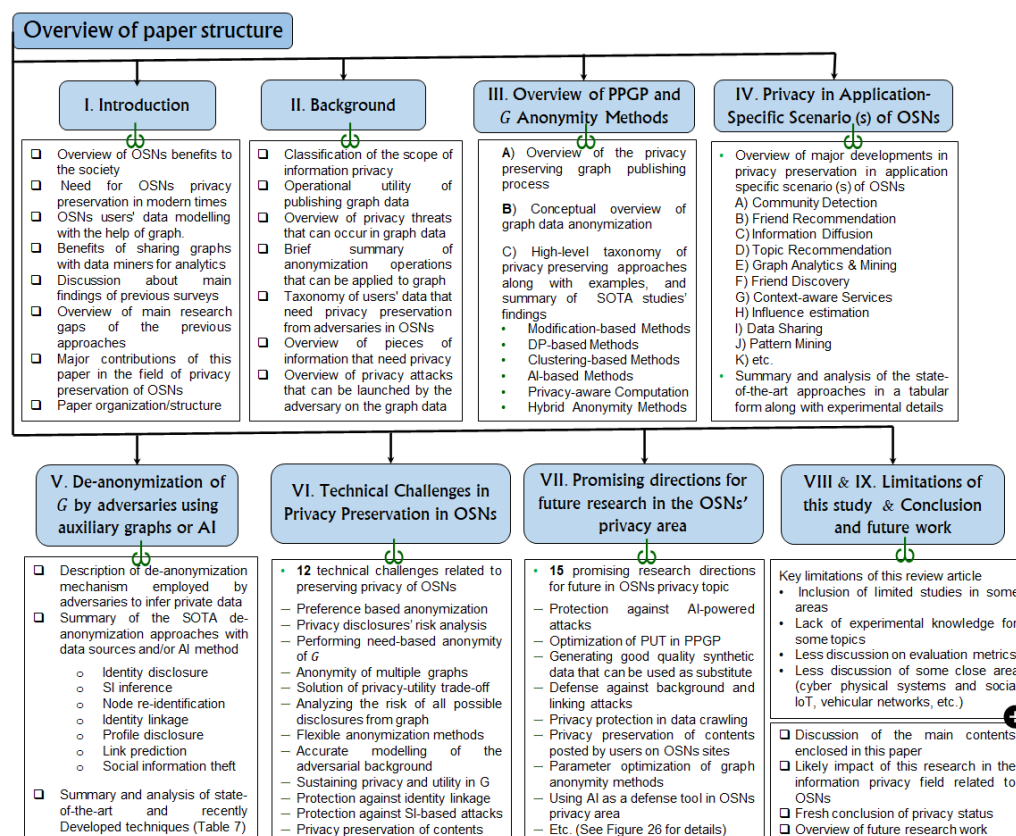 Overview of paper structure
I. Introduction
❑ Overview of OSNs benefits to
the society
❑ Need for OSNs privacy
preservation in modern times
❑ OSNs users' data modelling
with the help of graph.
❑ Benefits of sharing graphs
with data miners for analytics
❑ Discussion about main
findings of previous surveys
❑ Overview of main research
gaps of the previous
approaches
❑ Major contributions of this
paper in the field of privacy
preservation of OSNs
❑ Paper organization/structure
II. Background
❑ Classification of the scope of
information privacy
❑ Operational utility of
publishing graph data
❑ Overview of privacy threats
that can occur in graph data
❑ Brief summary of
anonymization operations
that can be applied to graph
❑ Taxonomy of users' data that
need privacy preservation
from adversaries in OSNs
❑ Overview of pieces of
information that need privacy
❑ Overview of privacy attacks
that can be launched by the
adversary on the graph data
III. Overview of PPGP and
G Anonymity Methods
A) Overview of the privacy
preserving graph publishing
process
B) Conceptual overview of
graph data anonymization
C) High-level taxonomy of
privacy preserving approaches
along with examples, and
summary of SOTA studies'
findings
• Modification-based Methods
• DP-based Methods
• Clustering-based Methods
• AI-based Methods
• Privacy-aware Computation
• Hybrid Anonymity Methods
IV. Privacy in Application-
Specific Scenario (s) of OSNs
• Overview of major developments in
privacy preservation in application
specific scenario (s) of OSNs
A) Community Detection
B) Friend Recommendation
C) Information Diffusion
D) Topic Recommendation
E) Graph Analytics & Mining
F) Friend Discovery
G) Context-aware Services
H) Influence estimation
I) Data Sharing
J) Pattern Mining
K) etc.
• Summary and analysis of the state-
of-the-art approaches in a tabular
form along with experimental details
V. De-anonymization of
G by adversaries using
auxiliary graphs or AI
❑ Description of de-anonymization
mechanism employed by
adversaries to infer private data
❑ Summary of the SOTA de-
anonymization approaches with
data sources and/or AI method
o Identity disclosure
o SI inference
o Node re-identification
o Identity linkage
o Profile disclosure
o Link prediction
o Social information theft
❑ Summary and analysis of state-
of-the-art and recently
Developed techniques (Table 7)
VI. Technical Challenges in
Privacy Preservation in OSNs
• 12 technical challenges related to
preserving privacy of OSNs
– Preference based anonymization
– Privacy disclosures' risk analysis
– Performing need-based anonymity
of G
– Anonymity of multiple graphs
– Solution of privacy-utility trade-off
– Analyzing the risk of all possible
disclosures from graph
– Flexible anonymization methods
– Accurate modelling of the
adversarial background
– Sustaining privacy and utility in G
– Protection against identity linkage
– Protection against SI-based attacks
– Privacy preservation of contents
VII. Promising directions for
future research in the OSNs'
privacy area
• 15 promising research directions
for future in OSNs privacy topic
– Protection against AI-powered
attacks
– Optimization of PUT in PPGP
– Generating good quality synthetic
data that can be used as substitute
– Defense against background and
linking attacks
– Privacy protection in data crawling
– Privacy preservation of contents
posted by users on OSNs sites
– Parameter optimization of graph
anonymity methods
– Using AI as a defense tool in OSNs
privacy area
– Etc. (See Figure 26 for details)
VIII & IX. Limitations of
this study & Conclusion
and future work
Key limitations of this review article
• Inclusion of limited studies in some
areas
• Lack of experimental knowledge for
some topics
• Less discussion on evaluation metrics
• Less discussion of some close area
(cyber physical systems and social
IoT, vehicular networks, etc.)
❑ Discussion of the main contents
enclosed in this paper
❑ Likely impact of this research in the
information privacy field related to
OSNs
❑ Fresh conclusion of privacy status
❑ Overview of future research work